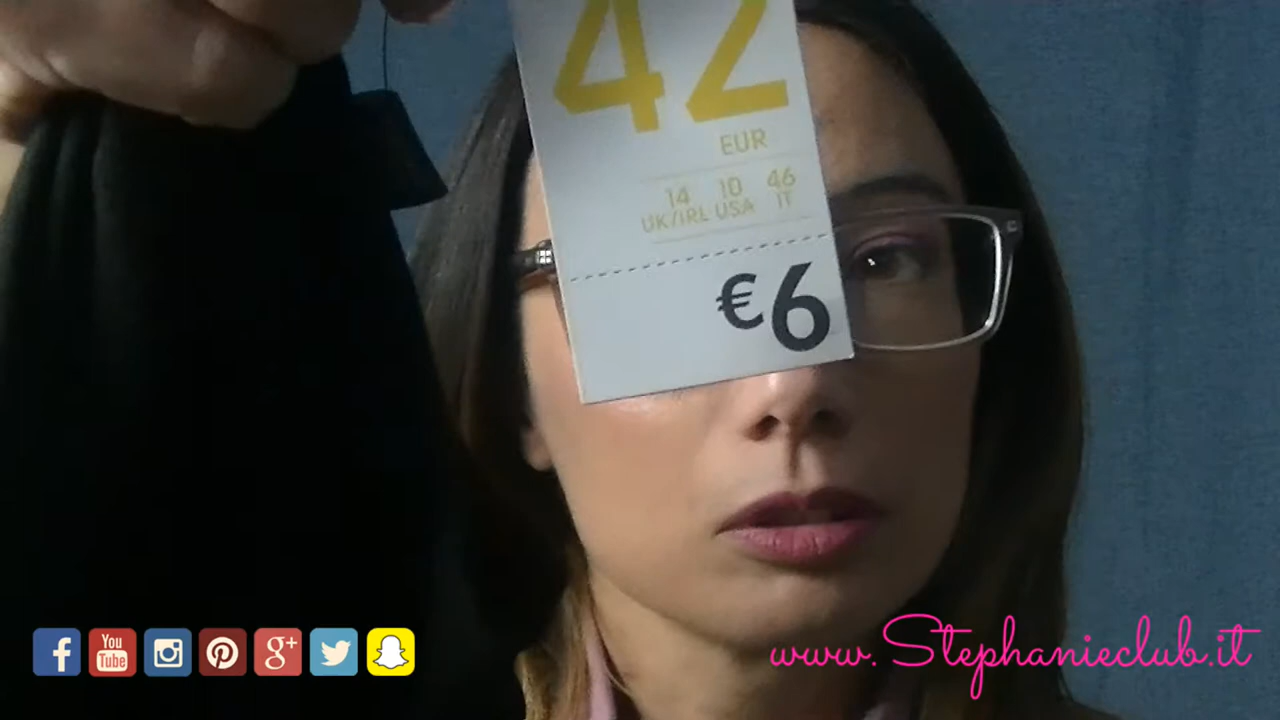 42
EUR
14 10 46
UK/IRL USA IT
€6
f You Tube g+
www.Stephanieclub.it